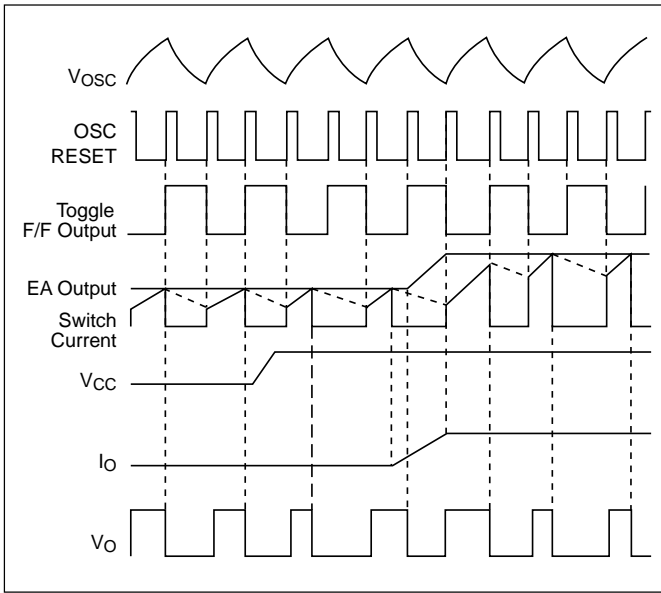 VOSC
OSC
RESET
Toggle
F/F Output
EA Output
Switch
Current
VCC
IO
VO